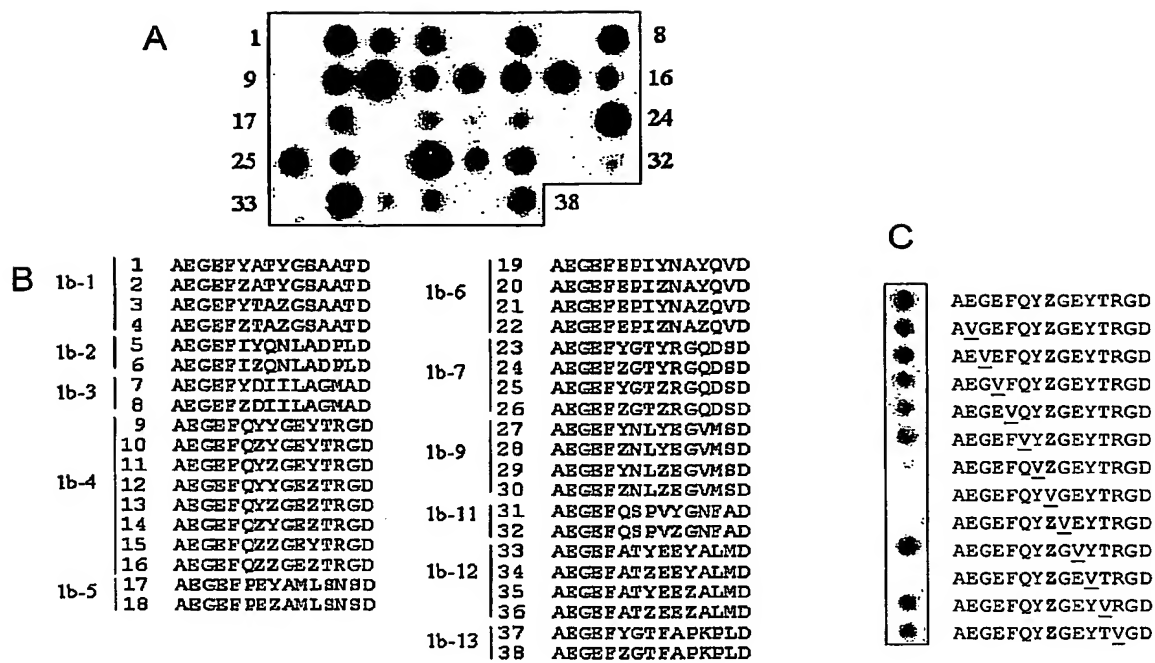 A
1 8
9 16
17 24
25 32
33 38
B
1b-1
1 AEGEFYATYGSAATD
2 AEGEFZATYGSAATD
3 AEGEFYTAZGSAATD
4 AEGEFZTAZGSAATD
1b-2
5 AEGEFIYQNLADPLD
6 AEGEFIZQNLADPLD
1b-3
7 AEGEFYDIILAGMAD
8 AEGEFZDIILAGMAD
1b-4
9 AEGEFQYYGEYTRGD
10 AEGEFQZYGEYTRGD
11 AEGEFQYZGEYTRGD
12 AEGEFQYYGEZTRGD
13 AEGEFQYZGEZTRGD
14 AEGEFQZYGEZTRGD
15 AEGEFQZZGEYTRGD
16 AEGEFQZZGEZTRGD
1b-5
17 AEGEFPEYAMLSNSD
18 AEGEFPEZAMLSNSD
1b-6
19 AEGEFEPIYNAYQVD
20 AEGEFEPIZNAYQVD
21 AEGEFEPIYNAZQVD
22 AEGEFEPIZNAZQVD
1b-7
23 AEGEFYGTYRGQDSD
24 AEGEFZGTYRGQDSD
25 AEGEFYGTZRGQDSD
26 AEGEFZGTZRGQDSD
1b-9
27 AEGEFYNLYEGVMSD
28 AEGEFZNLYEGVMSD
29 AEGEFYNLZEGVMSD
30 AEGEFZNLZEGVMSD
1b-11
31 AEGEFQSPVYGNFAD
32 AEGEFQSPVZGNFAD
1b-12
33 AEGEFATYEEYALMD
34 AEGEFATZEEYALMD
35 AEGEFATYEEZALMD
36 AEGEFATZEEZALMD
1b-13
37 AEGEFYGTFAPKPLD
38 AEGEFZGTFAPKPLD
C
AEGEFQYZGEYTRGD
AVGEFQYZGEYTRGD
AEVEFQYZGEYTRGD
AEGVFQYZGEYTRGD
AEGEVQYZGEYTRGD
AEGEFVYZGEYTRGD
AEGEFQVZGEYTRGD
AEGEFQYVGEYTRGD
AEGEFQYZVEYTRGD
AEGEFQYZGVYTRGD
AEGEFQYZGEVTRGD
AEGEFQYZGEYVRGD
AEGEFQYZGEYTVGD